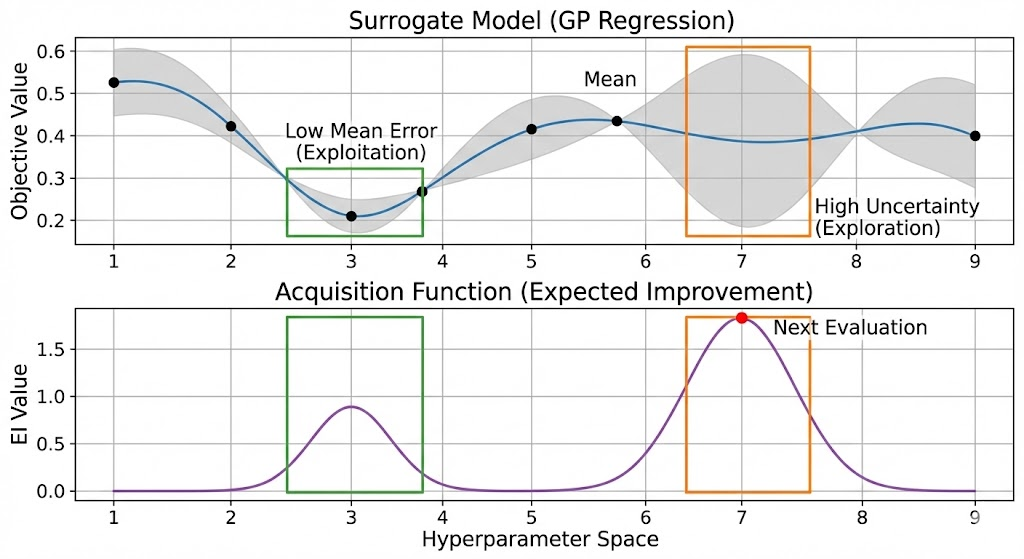 Surrogate Model (GP Regression)
Objective Value
0.6
0.5
0.4
0.3
0.2
Mean
Low Mean Error
(Exploitation)
High Uncertainty
(Exploration)
1 2 3 4 5 6 7 8 9
Acquisition Function (Expected Improvement)
EI Value
1.5
1.0
0.5
0.0
Next Evaluation
1 2 3 4 5 6 7 8 9
Hyperparameter Space